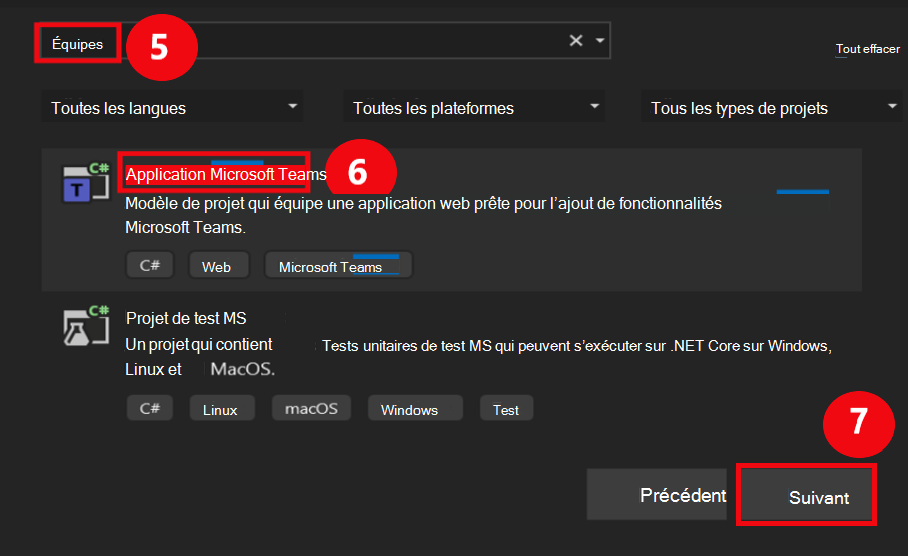 Équipes 5
Tout effacer
Toutes les langues Toutes les plateformes Tous les types de projets
C#
T
Application Microsoft Teams 6
Modèle de projet qui équipe une application web prête pour l'ajout de fonctionnalités
Microsoft Teams.
C# Web Microsoft Teams
C#
Projet de test MS
Un projet qui contient Tests unitaires de test MS qui peuvent s'exécuter sur .NET Core sur Windows,
Linux et MacOS.
C# Linux macOS Windows Test
7
Précédent Suivant